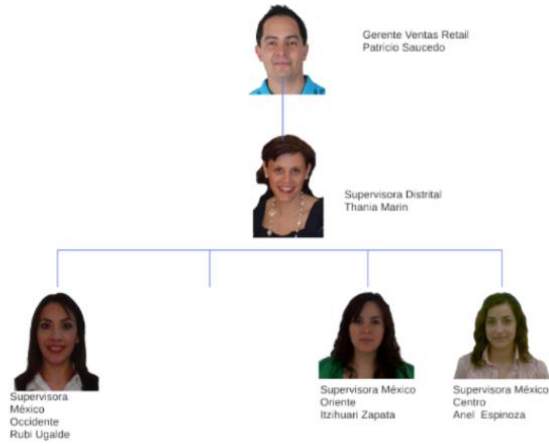 Gerente Ventas Retail
Patricio Saucedo
Supervisora Distrital
Thania Marin
Supervisora
México
Occidente
Rubi Ugalde
Supervisora México
Oriente
Itzihuari Zapata
Supervisora México
Centro
Anel Espinoza